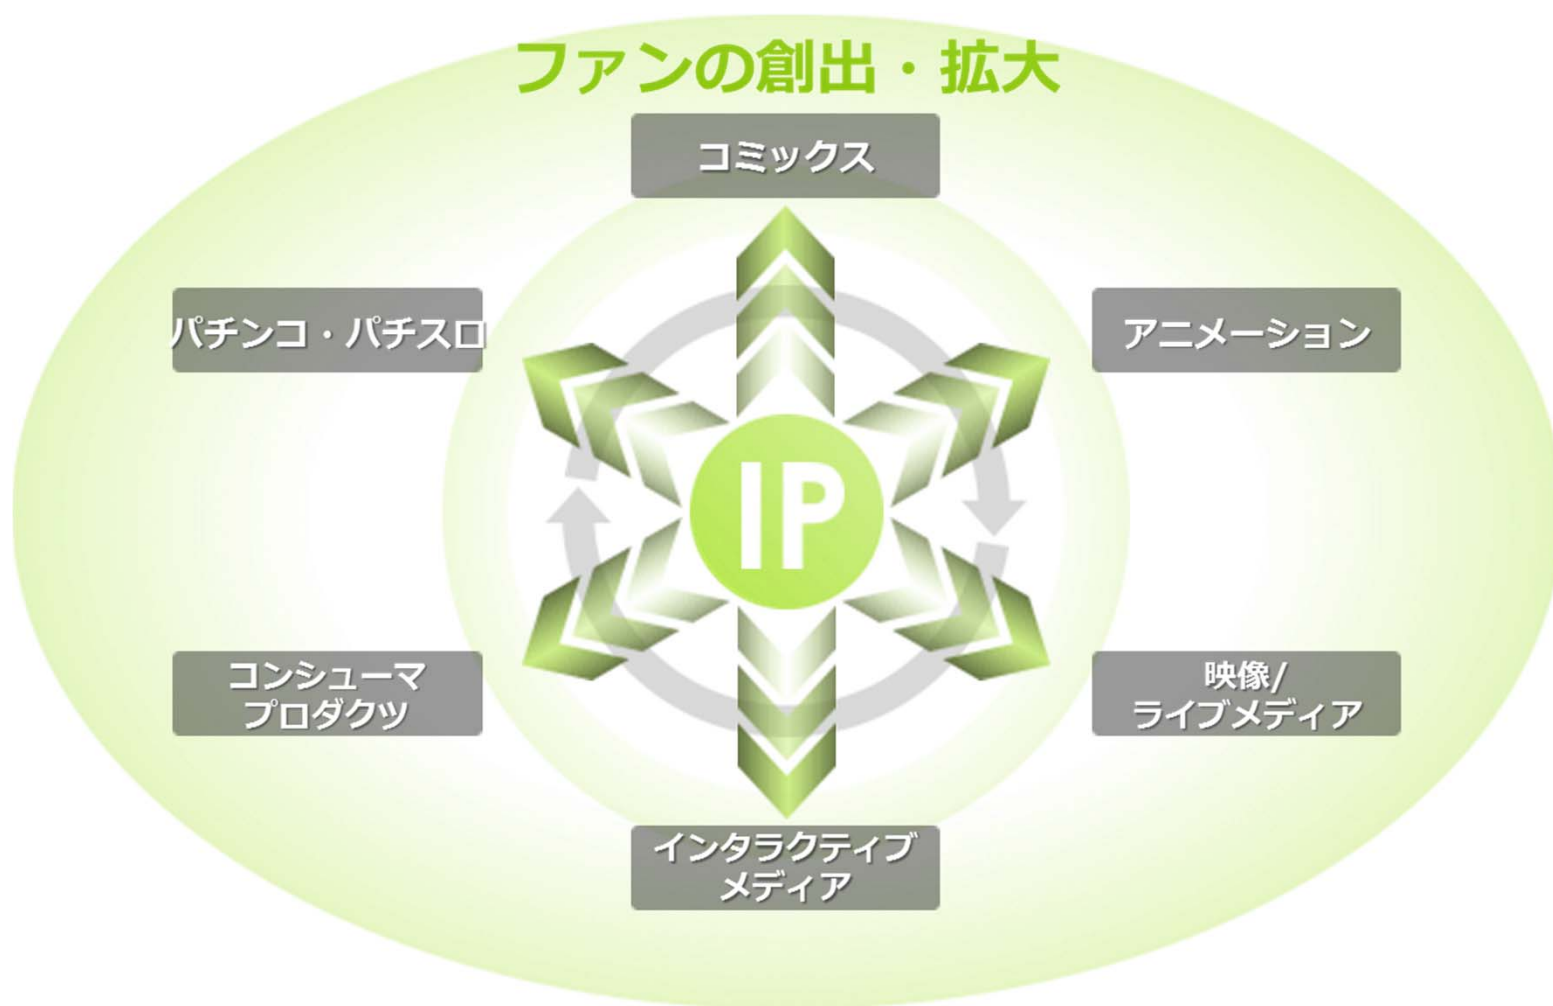 ファンの創出・拡大
コミックス
パチンコ・パチスロ
アニメーション
IP
コンシューマ
プロダクツ
映像/
ライブメディア
インタラクティブ
メディア